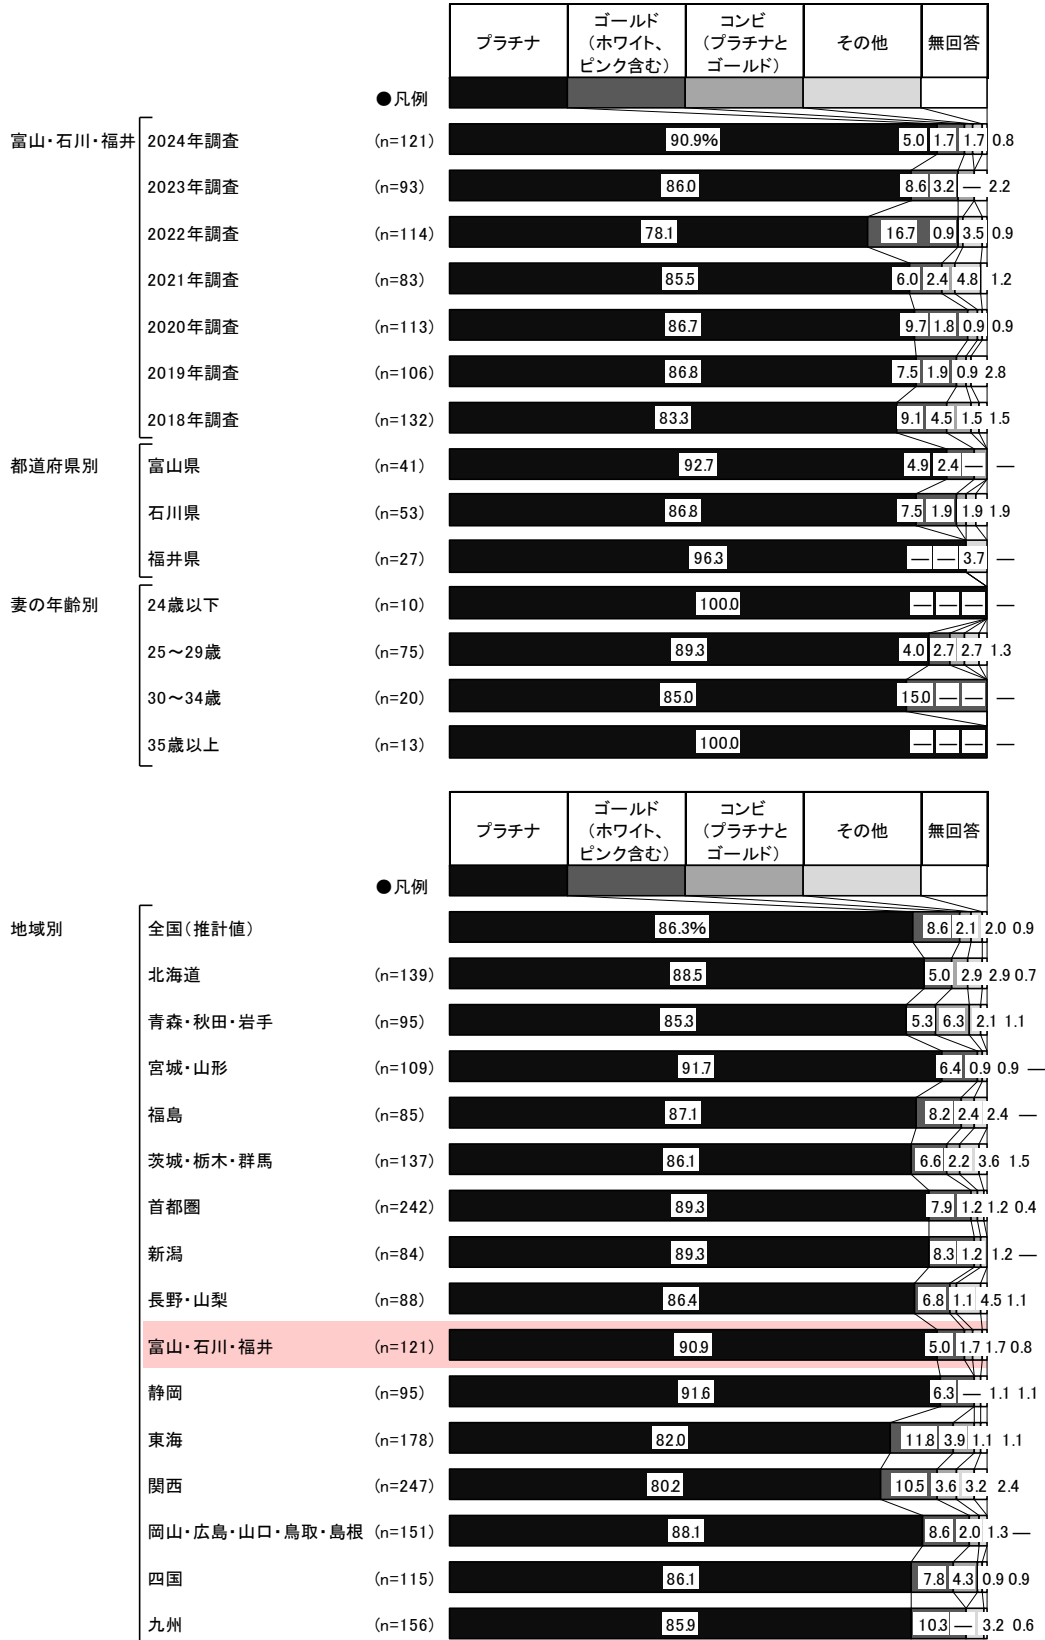 プラチナ
ゴールド
(ホワイト、
ピンク含む)
コンビ
(プラチナと
ゴールド)
その他
無回答
●凡例
富山・石川・福井 2024年調査 (n=121) 90.9% 5.0 1.7 1.7 0.8
2023年調査 (n=93) 86.0 8.6 3.2 — 2.2
2022年調査 (n=114) 78.1 16.7 0.9 3.5 0.9
2021年調査 (n=83) 85.5 6.0 2.4 4.8 1.2
2020年調査 (n=113) 86.7 9.7 1.8 0.9 0.9
2019年調査 (n=106) 86.8 7.5 1.9 0.9 2.8
2018年調査 (n=132) 83.3 9.1 4.5 1.5 1.5
都道府県別 富山県 (n=41) 92.7 4.9 2.4 — —
石川県 (n=53) 86.8 7.5 1.9 1.9 1.9
福井県 (n=27) 96.3 — — 3.7 —
妻の年齢別 24歳以下 (n=10) 100.0 — — — —
25～29歳 (n=75) 89.3 4.0 2.7 2.7 1.3
30～34歳 (n=20) 85.0 15.0 — — —
35歳以上 (n=13) 100.0 — — — —
プラチナ
ゴールド
(ホワイト、
ピンク含む)
コンビ
(プラチナと
ゴールド)
その他
無回答
●凡例
地域別 全国(推計値) 86.3% 8.6 2.1 2.0 0.9
北海道 (n=139) 88.5 5.0 2.9 2.9 0.7
青森・秋田・岩手 (n=95) 85.3 5.3 6.3 2.1 1.1
宮城・山形 (n=109) 91.7 6.4 0.9 0.9 —
福島 (n=85) 87.1 8.2 2.4 2.4 —
茨城・栃木・群馬 (n=137) 86.1 6.6 2.2 3.6 1.5
首都圏 (n=242) 89.3 7.9 1.2 1.2 0.4
新潟 (n=84) 89.3 8.3 1.2 1.2 —
長野・山梨 (n=88) 86.4 6.8 1.1 4.5 1.1
富山・石川・福井 (n=121) 90.9 5.0 1.7 1.7 0.8
静岡 (n=95) 91.6 6.3 — 1.1 1.1
東海 (n=178) 82.0 11.8 3.9 1.1 1.1
関西 (n=247) 80.2 10.5 3.6 3.2 2.4
岡山・広島・山口・鳥取・島根 (n=151) 88.1 8.6 2.0 1.3 —
四国 (n=115) 86.1 7.8 4.3 0.9 0.9
九州 (n=156) 85.9 10.3 — 3.2 0.6